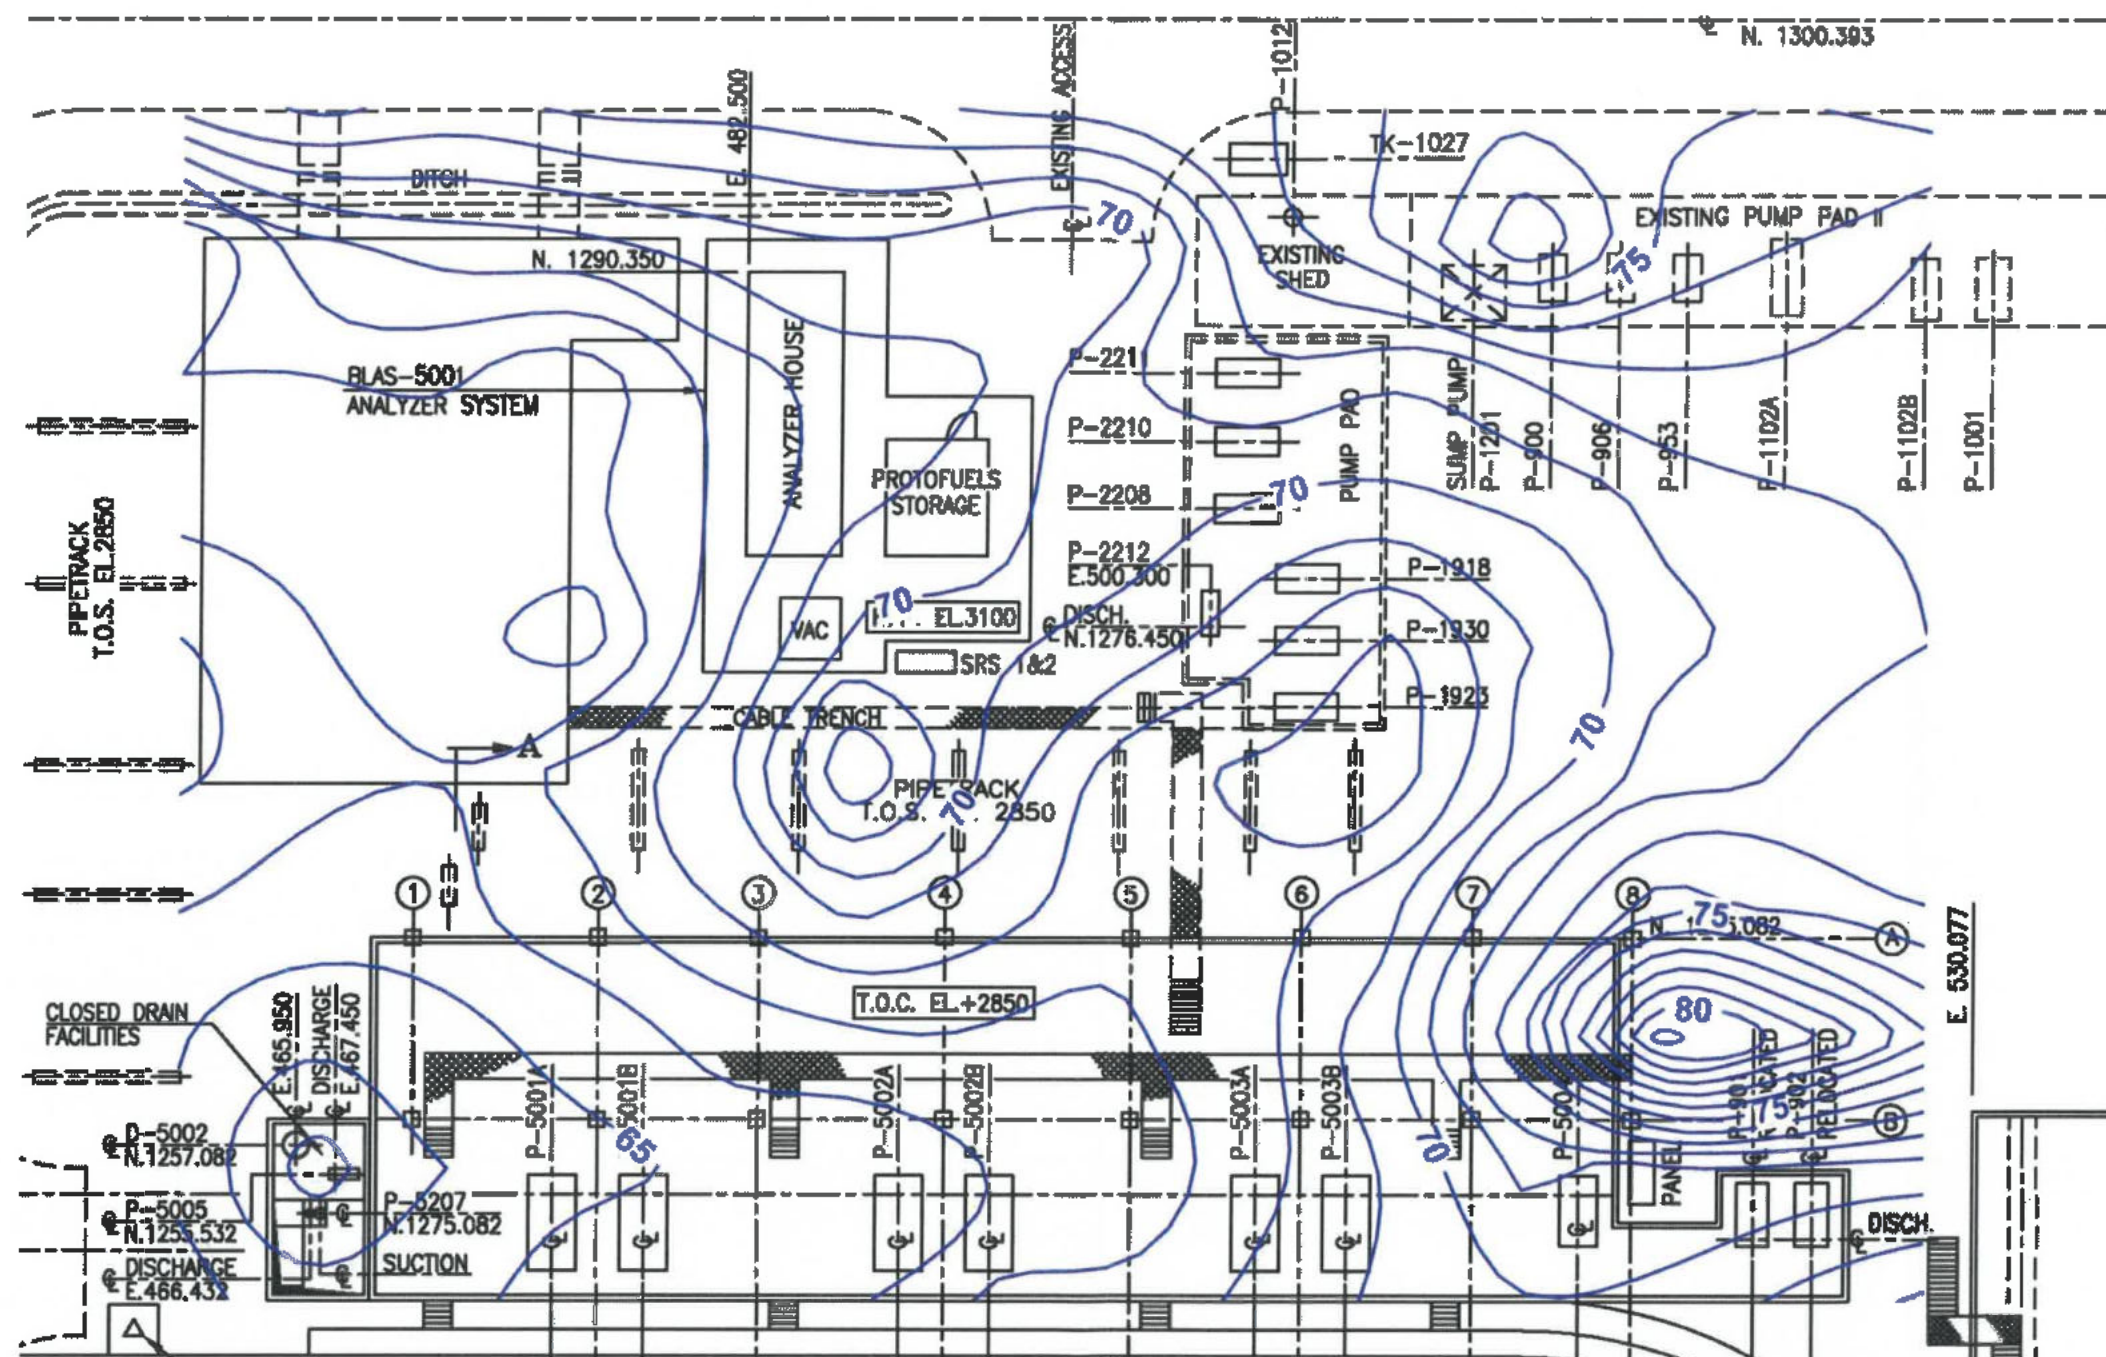 N. 1300.393
EXISTING ACCESS
P-1012
E. 482.500
TK-1027
DITCH
70
EXISTING PUMP PAD II
N. 1290.350
EXISTING
SHED
75
BLAS-5001
ANALYZER SYSTEM
ANALYZER HOUSE
P-2211
P-2210
P-2208
P-2212
E.500.300
PUMP PAD
SUMP PUMP
P-1201
P-900
P-906
P-953
P-1102A
P-1102B
P-1001
PROTOFUELS
STORAGE
70
PIPETRACK
T.O.S. EL.2850
70
EL.3100
VAC
DISCH.
N.1276.450
P-1918
P-1930
P-1923
SRS 1&2
CABLE TRENCH
A
70
PIPETRACK
T.O.S. 2850
70
1
2
3
4
5
6
7
8
75
A
E. 530.077
T.O.C. EL.+2850
80
CLOSED DRAIN
FACILITIES
E.465.950
DISCHARGE
E.467.450
P-5001A
5001B
P-5002A
P-5002B
P-5003A
P-5003B
P-901
RELOCATED
P-902
RELOCATED
75
B
65
70
D-5002
N.1257.082
PANEL
P-5207
N.1275.082
P-5005
N.1255.532
SUCTION
DISCH.
DISCHARGE
E.466.432